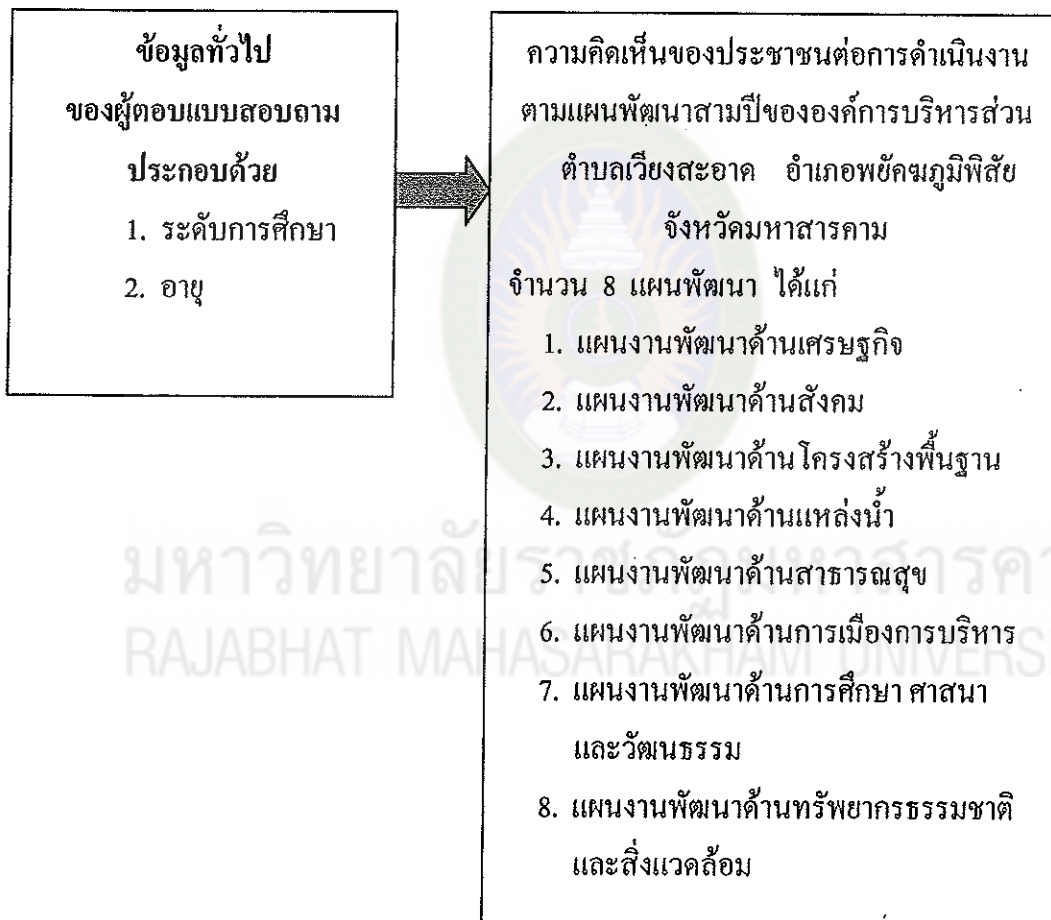 ข้อมูลทั่วไป
ของผู้ตอบแบบสอบถาม
ประกอบด้วย
1. ระดับการศึกษา
2. อายุ
ความคิดเห็นของประชาชนต่อการดำเนินงาน
ตามแผนพัฒนาสามปีขององค์การบริหารส่วน
ตำบลเวียงสะอาด อำเภอพยัคฆภูมิพิสัย
จังหวัดมหาสารคาม
จำนวน 8 แผนพัฒนา ได้แก่
1. แผนงานพัฒนาด้านเศรษฐกิจ
2. แผนงานพัฒนาด้านสังคม
3. แผนงานพัฒนาด้านโครงสร้างพื้นฐาน
4. แผนงานพัฒนาด้านแหล่งน้ำ
5. แผนงานพัฒนาด้านสาธารณสุข
6. แผนงานพัฒนาด้านการเมืองการบริหาร
7. แผนงานพัฒนาด้านการศึกษา ศาสนา
และวัฒนธรรม
8. แผนงานพัฒนาด้านทรัพยากรธรรมชาติ
และสิ่งแวดล้อม
มหาวิทยาลัยราชภัฏมหาสารคา
RAJABHAT MAHASARAKHAM UNIVERS